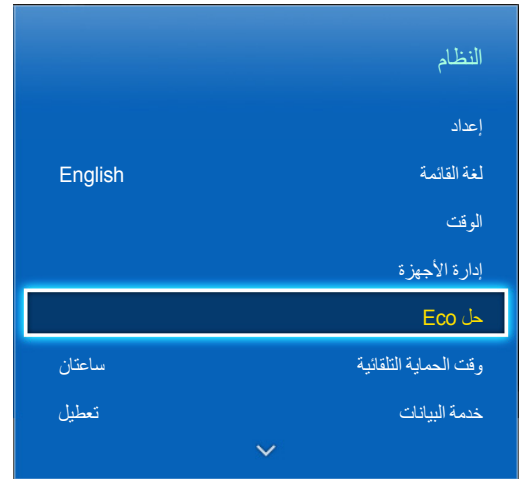 النظام
إعداد
لغة القائمة English
الوقت
إدارة الأجهزة
حل Eco
وقت الحماية التلقائية ساعتان
خدمة البيانات تعطيل